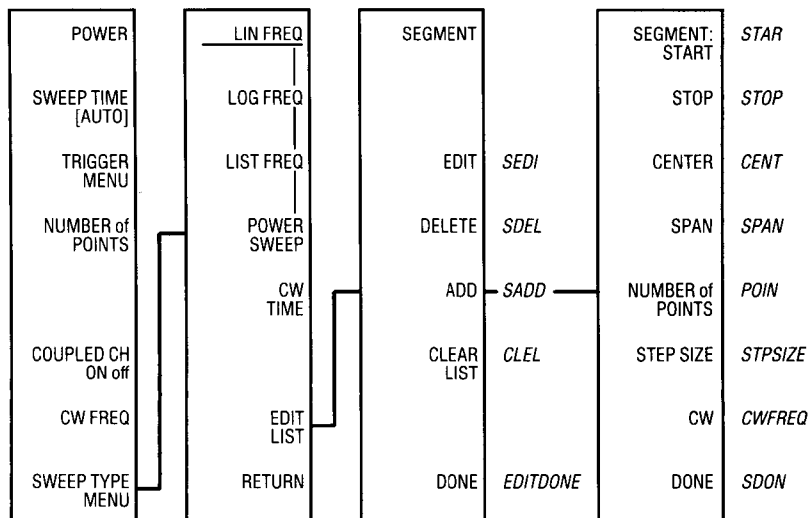 POWER
SWEEP TIME
[AUTO]
TRIGGER
MENU
NUMBER of
POINTS
COUPLED CH
ON off
CW FREQ
SWEEP TYPE
MENU
LIN FREQ
LOG FREQ
LIST FREQ
POWER
SWEEP
CW
TIME
EDIT
LIST
RETURN
SEGMENT
EDIT SEDI
DELETE SDEL
ADD SADD
CLEAR CLEL
LIST
DONE EDITDONE
SEGMENT: STAR
START
STOP STOP
CENTER CENT
SPAN SPAN
NUMBER of POIN
POINTS
STEP SIZE STPSIZE
CW CWFREQ
DONE SDON